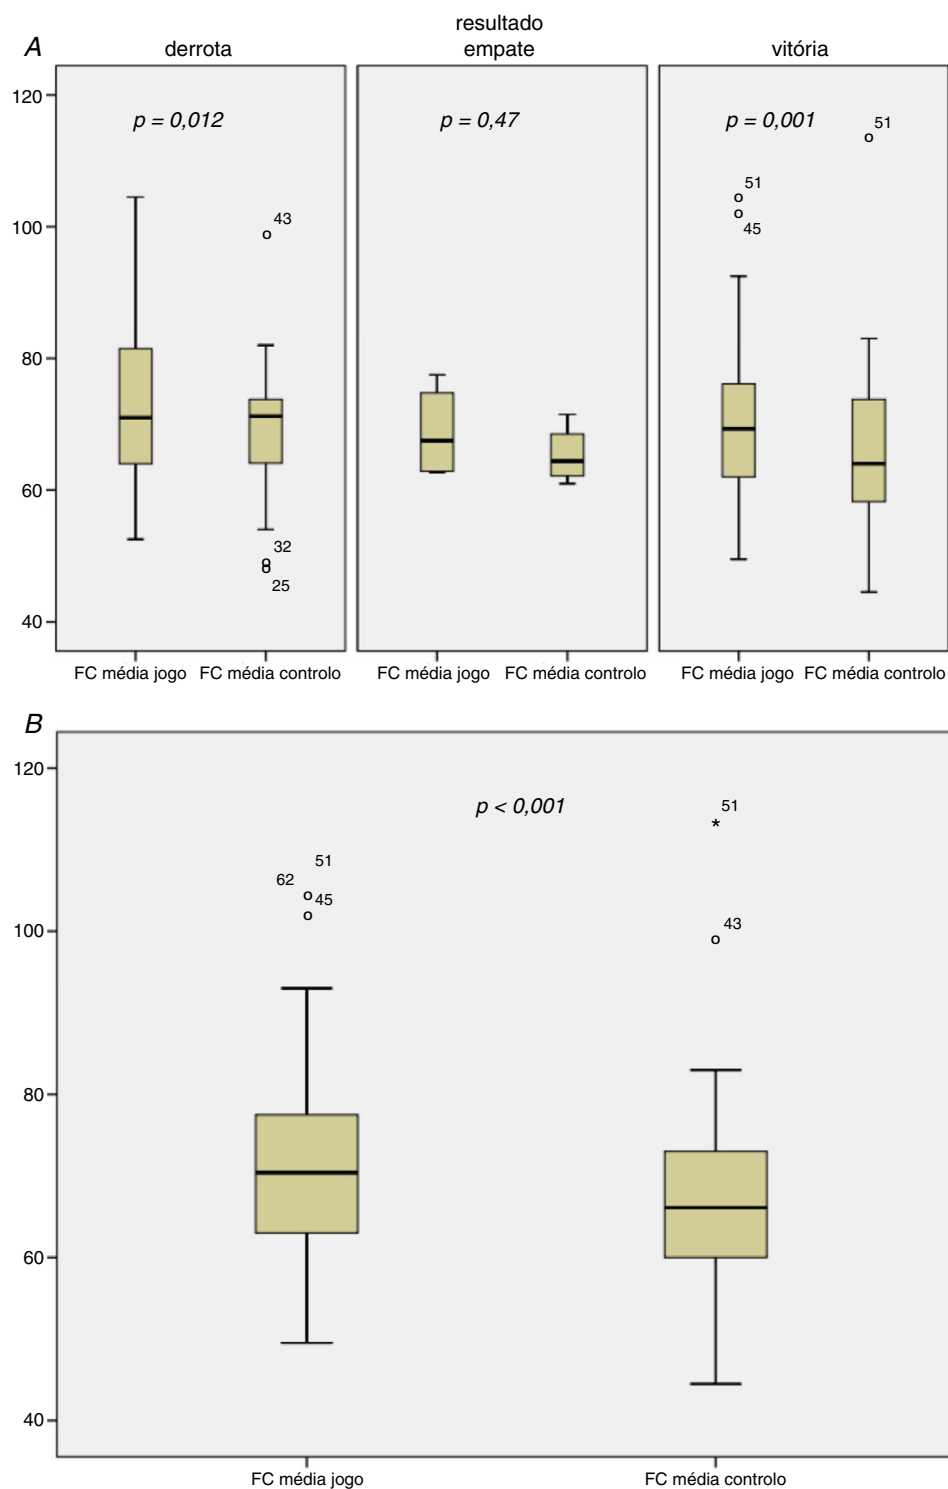 A
resultado
derrota
empate
vitória
120
100
80
60
40
p = 0,012
p = 0,47
p = 0,001
43
32
25
51
45
51
FC média jogo
FC média controlo
FC média jogo
FC média controlo
FC média jogo
FC média controlo
B
120
100
80
60
40
p < 0,001
51
62
45
51
*
43
FC média jogo
FC média controlo